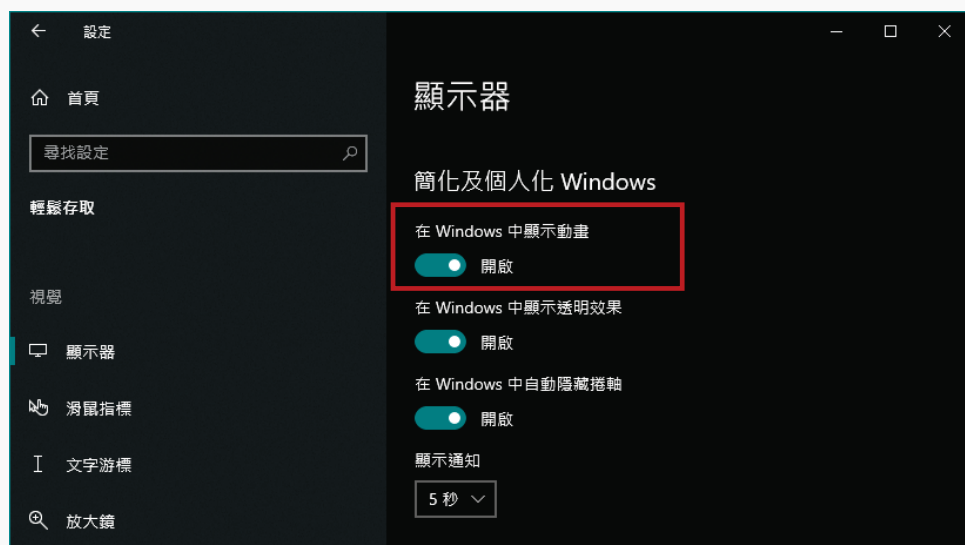 設定
首頁
尋找設定
輕鬆存取
視覺
顯示器
滑鼠指標
文字游標
放大鏡
顯示器
簡化及個人化 Windows
在 Windows 中顯示動畫
開啟
在 Windows 中顯示透明效果
開啟
在 Windows 中自動隱藏捲軸
開啟
顯示通知
5 秒